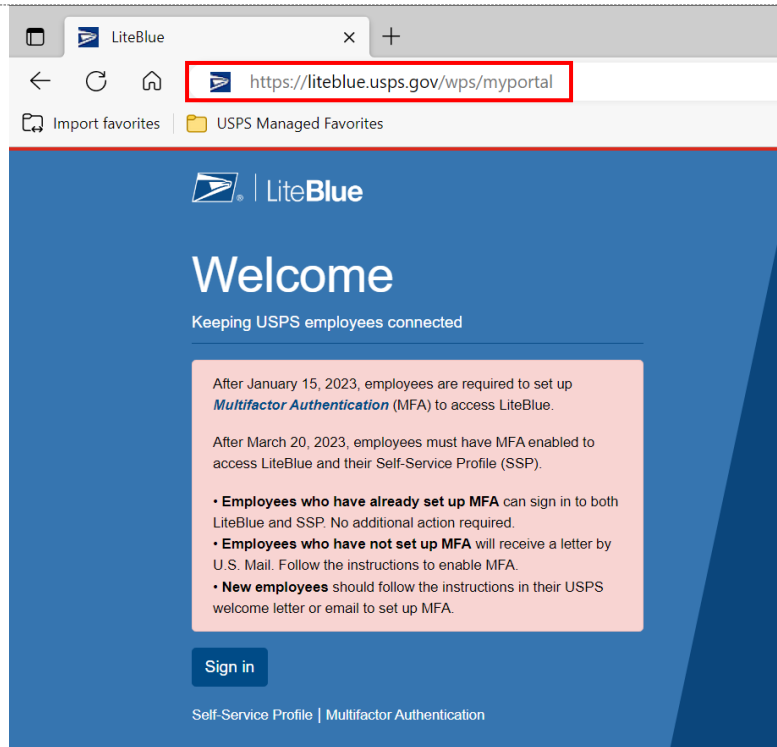 LiteBlue
https://liteblue.usps.gov/wps/myportal
Import favorites
USPS Managed Favorites
LiteBlue
Welcome
Keeping USPS employees connected
After January 15, 2023, employees are required to set up
Multifactor Authentication (MFA) to access LiteBlue.
After March 20, 2023, employees must have MFA enabled to
access LiteBlue and their Self-Service Profile (SSP).
• Employees who have already set up MFA can sign in to both
LiteBlue and SSP. No additional action required.
• Employees who have not set up MFA will receive a letter by
U.S. Mail. Follow the instructions to enable MFA.
• New employees should follow the instructions in their USPS
welcome letter or email to set up MFA.
Sign in
Self-Service Profile | Multifactor Authentication